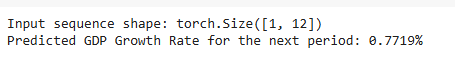 Input sequence shape: torch.Size([1, 12])
Predicted GDP Growth Rate for the next period: 0.7719%